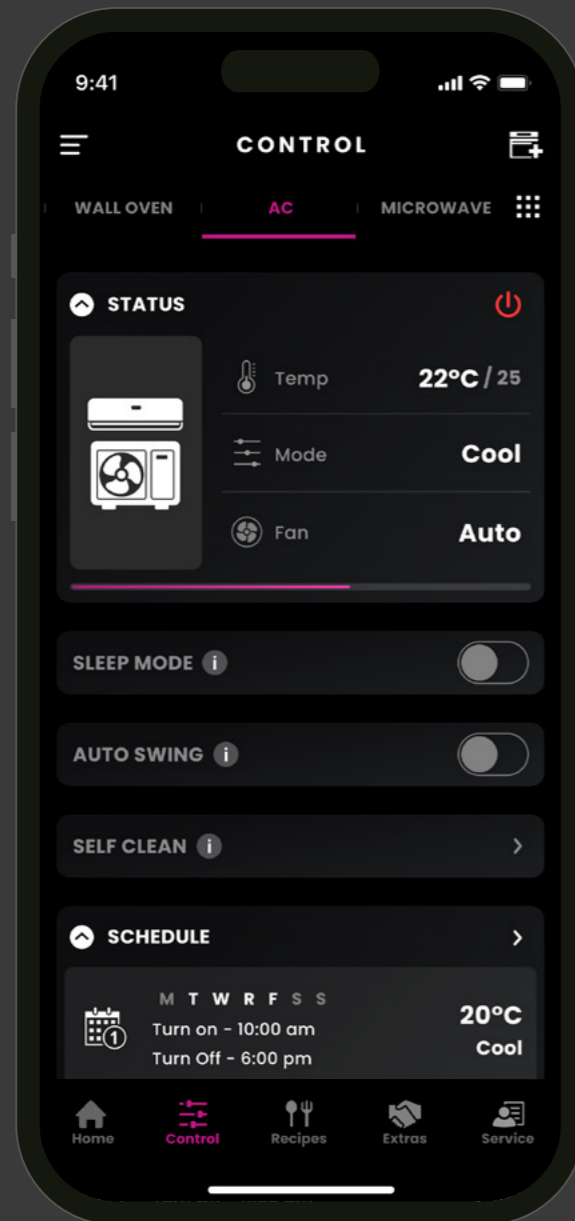 9:41
CONTROL
WALL OVEN AC MICROWAVE
STATUS
Temp 22°C / 25
Mode Cool
Fan Auto
SLEEP MODE i
AUTO SWING i
SELF CLEAN i
SCHEDULE
M T W R F S S
1
Turn on - 10:00 am
20°C
Turn Off - 6:00 pm
Cool
Home Control Recipes Extras Service